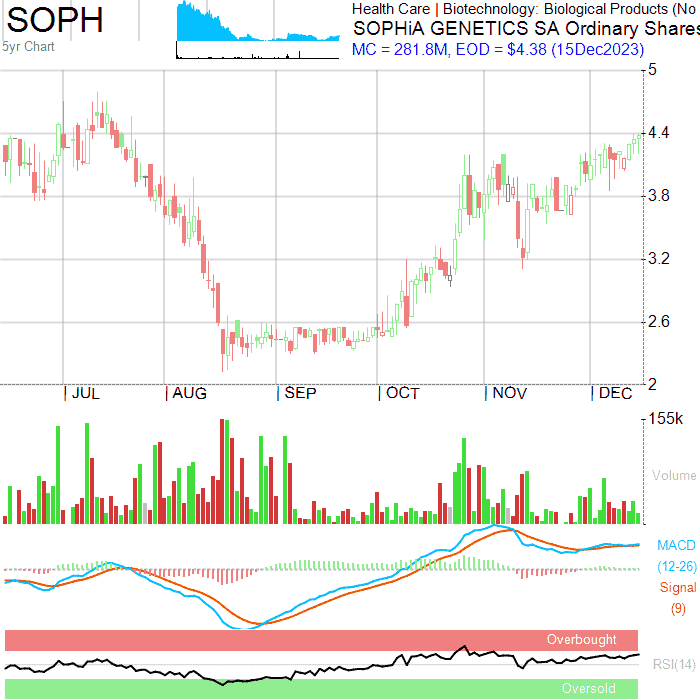 SOPH
5yr Chart
Health Care | Biotechnology: Biological Products (No
SOPHiA GENETICS SA Ordinary Shares
MC = 281.8M, EOD = $4.38 (15Dec2023)
5
4.4
3.8
3.2
2.6
2
| JUL | AUG | SEP | OCT | NOV | DEC
155k
Volume
MACD
(12-26)
Signal
(9)
Overbought
RSI(14)
Oversold